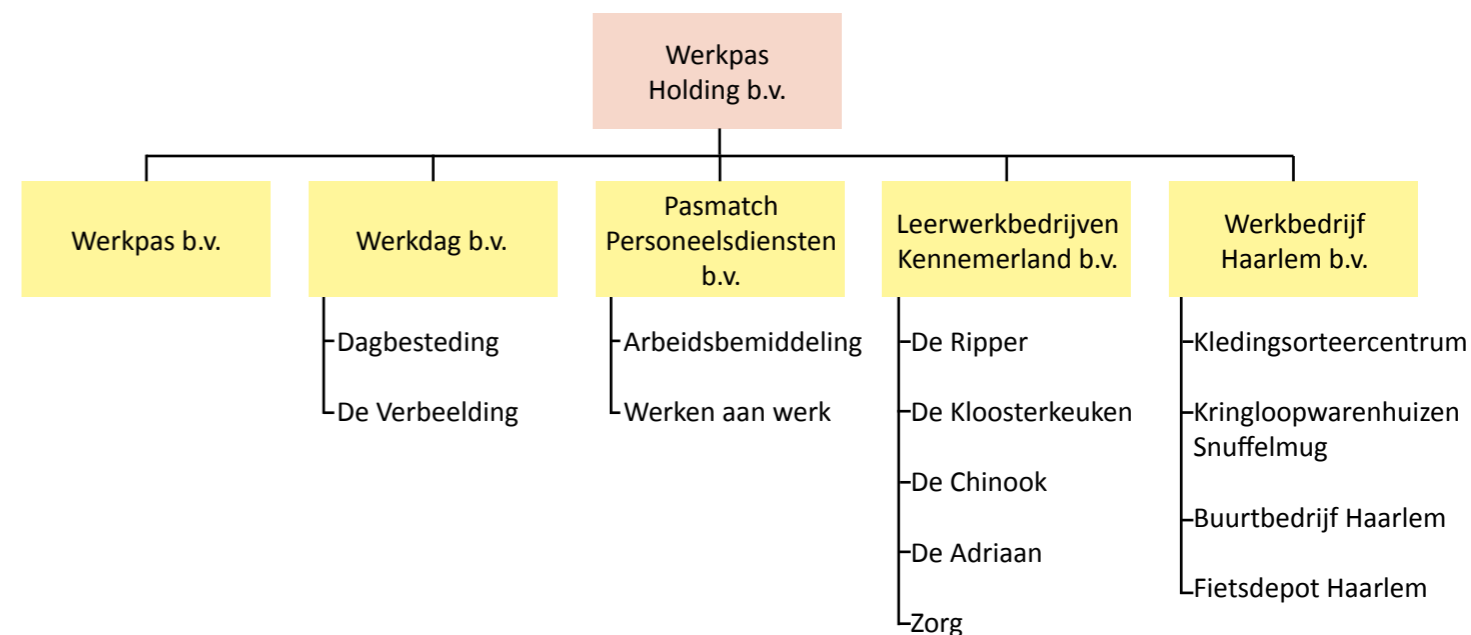 Werkpas
Holding b.v.
Werkpas b.v.
Werkdag b.v.
Dagbesteding
De Verbeelding
Pasmatch
Personeelsdiensten
b.v.
Arbeidsbemiddeling
Werken aan werk
Leerwerkbedrijven
Kennemerland b.v.
De Ripper
De Kloosterkeuken
De Chinook
De Adriaan
Zorg
Werkbedrijf
Haarlem b.v.
Kledingsorteercentrum
Kringloopwarenhuizen
Snuffelmug
Buurtbedrijf Haarlem
Fietsdepot Haarlem